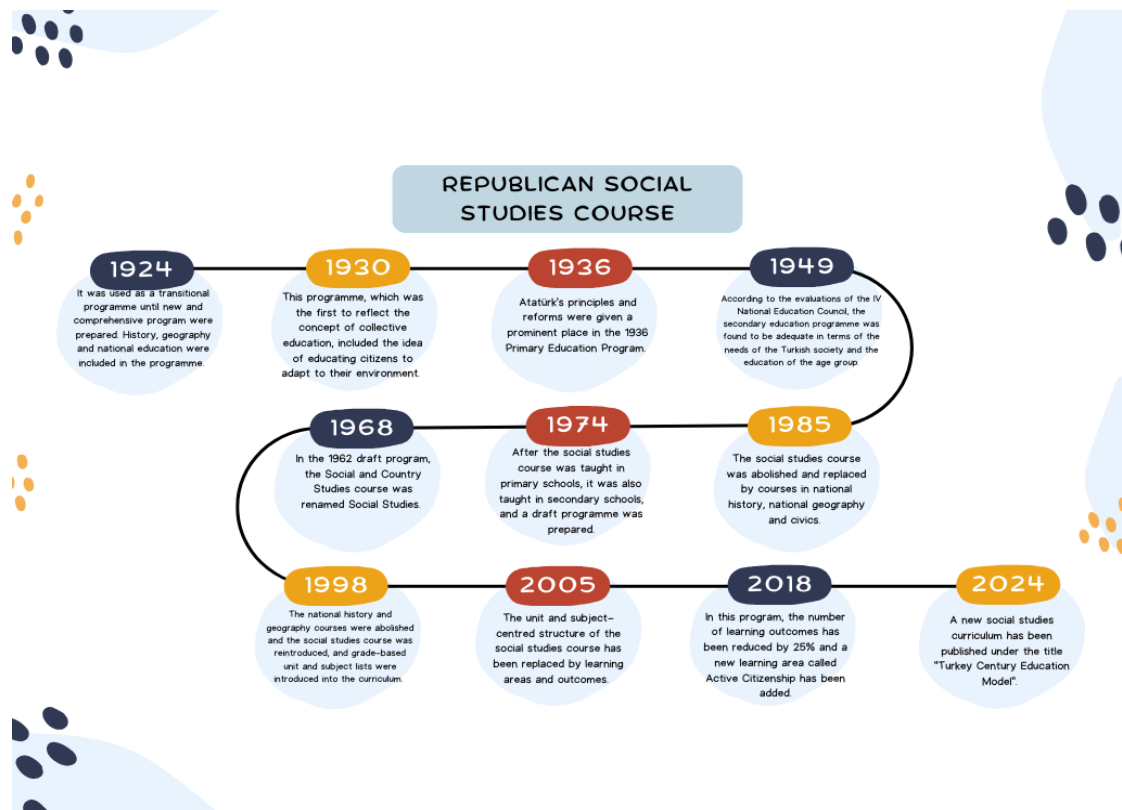 REPUBLICAN SOCIAL
STUDIES COURSE
1924
It was used as a transitional
programme until new and
comprehensive program were
prepared. History, geography
and national education were
included in the programme.
1930
This programme, which was
the first to reflect the
concept of collective
education, included the idea
of educating citizens to
adapt to their environment.
1936
Atatürk's principles and
reforms were given a
prominent place in the 1936
Primary Education Program.
1949
According to the evaluations of the IV
National Education Council, the
secondary education programme was
found to be adequate in terms of the
needs of the Turkish society and the
education of the age group.
1968
In the 1962 draft program,
the Social and Country
Studies course was
renamed Social Studies.
1974
After the social studies
course was taught in
primary schools, it was also
taught in secondary schools,
and a draft programme was
prepared.
1985
The social studies course
was abolished and replaced
by courses in national
history, national geography
and civics.
1998
The national history and
geography courses were abolished
and the social studies course was
reintroduced, and grade-based
unit and subject lists were
introduced into the curriculum.
2005
The unit and subject-
centred structure of the
social studies course has
been replaced by learning
areas and outcomes.
2018
In this program, the number
of learning outcomes has
been reduced by 25% and a
new learning area called
Active Citizenship has been
added.
2024
A new social studies
curriculum has been
published under the title
"Turkey Century Education
Model".